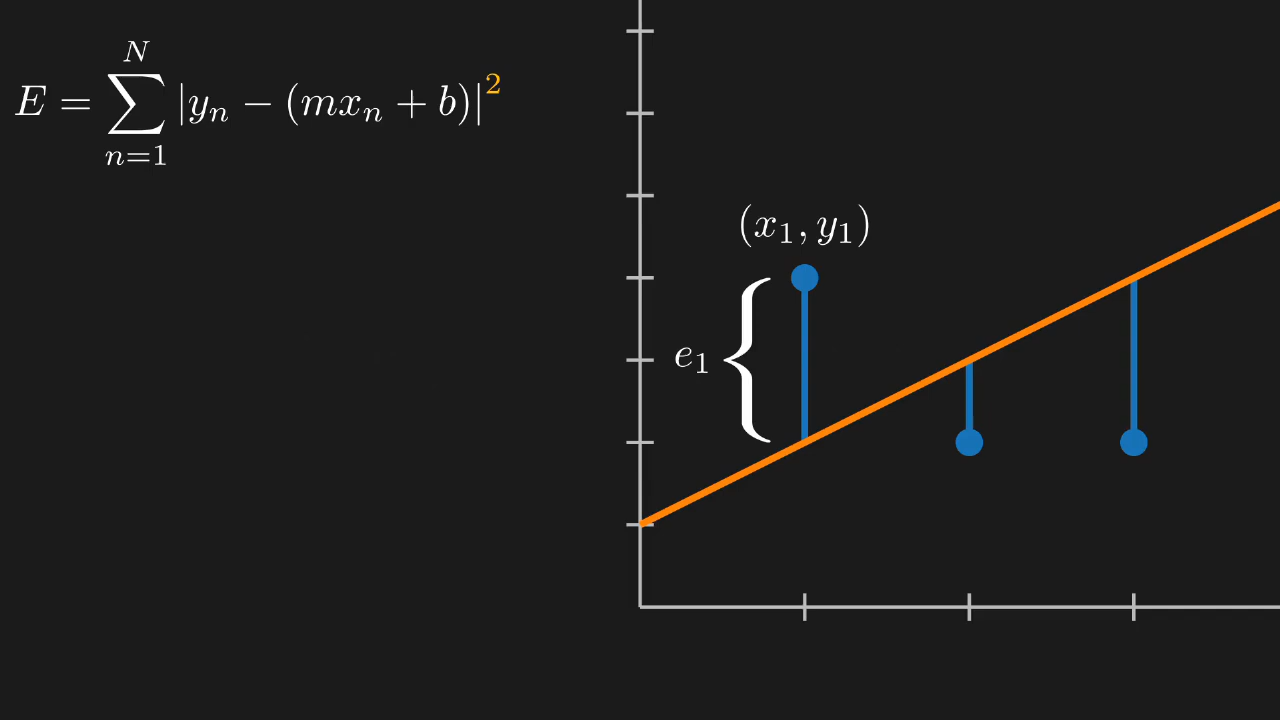 E = \sum_{n=1}^{N} |y_n - (mx_n + b)|^2
(x_1, y_1)
e_1